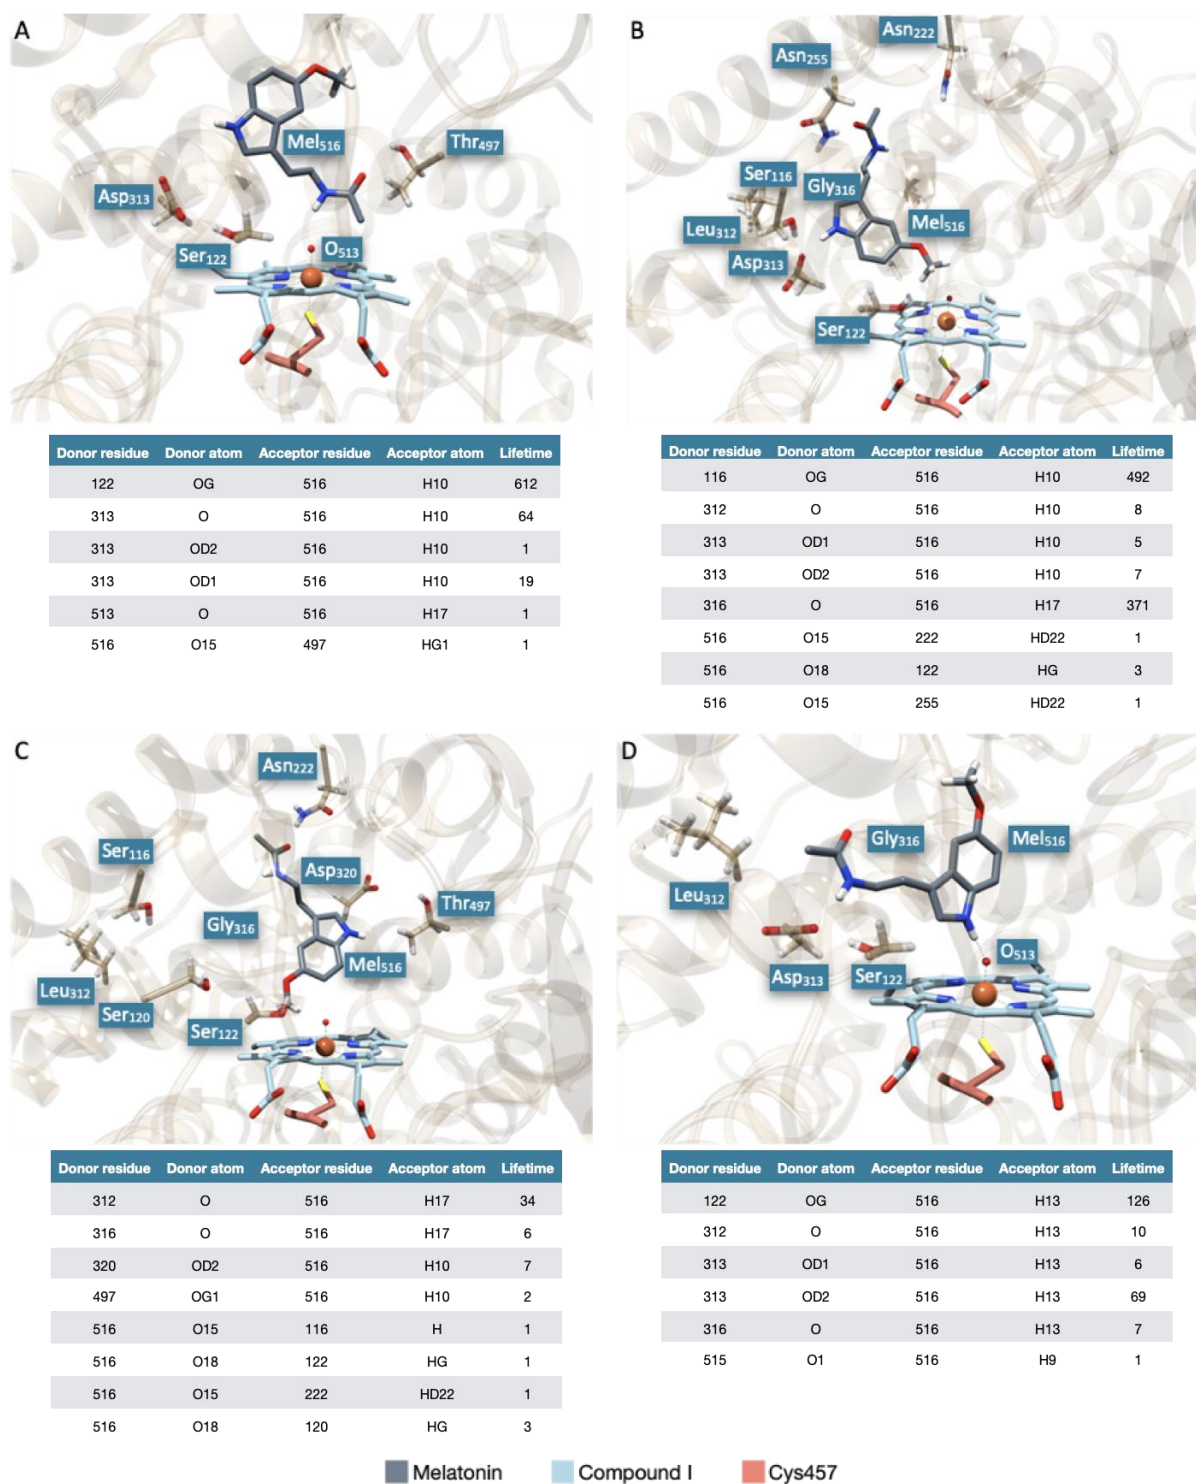 A
Mel516
Thr497
Asp313
Ser122
O513
Donor residue Donor atom Acceptor residue Acceptor atom Lifetime
122 OG 516 H10 612
313 O 516 H10 64
313 OD2 516 H10 1
313 OD1 516 H10 19
513 O 516 H17 1
516 O15 497 HG1 1
B
Asn222
Asn255
Ser116
Gly316
Leu312
Mel516
Asp313
Ser122
Donor residue Donor atom Acceptor residue Acceptor atom Lifetime
116 OG 516 H10 492
312 O 516 H10 8
313 OD1 516 H10 5
313 OD2 516 H10 7
316 O 516 H17 371
516 O15 222 HD22 1
516 O18 122 HG 3
516 O15 255 HD22 1
C
Asn222
Ser116
Asp320
Thr497
Gly316
Mel516
Leu312
Ser120
Ser122
Donor residue Donor atom Acceptor residue Acceptor atom Lifetime
312 O 516 H17 34
316 O 516 H17 6
320 OD2 516 H10 7
497 OG1 516 H10 2
516 O15 116 H 1
516 O18 122 HG 1
516 O15 222 HD22 1
516 O18 120 HG 3
D
Gly316
Mel516
Leu312
O513
Asp313
Ser122
Donor residue Donor atom Acceptor residue Acceptor atom Lifetime
122 OG 516 H13 126
312 O 516 H13 10
313 OD1 516 H13 6
313 OD2 516 H13 69
316 O 516 H13 7
515 O1 516 H9 1
Melatonin Compound I Cys457